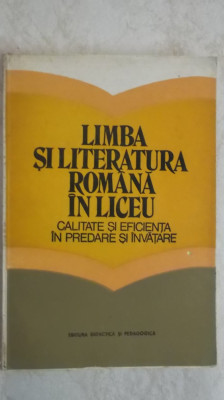 LIMBA
ȘI LITERATURA
ROMÂNĂ
ÎN LICEU
CALITATE ȘI EFICIENȚA
ÎN PREDARE ȘI ÎNVĂȚARE
EDITURA DIDACTICĂ ȘI PEDAGOGICĂ